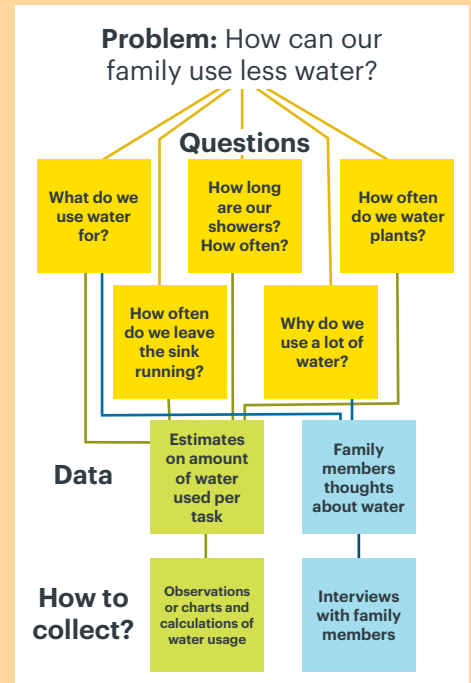 Problem: How can our
family use less water?
Questions
What do we
use water
for?
How long
are our
showers?
How often?
How often
do we water
plants?
How often
do we leave
the sink
running?
Why do we
use a lot of
water?
Data
Estimates
on amount
of water
used per
task
Family
members
thoughts
about water
How to
collect?
Observations
or charts and
calculations of
water usage
Interviews
with family
members